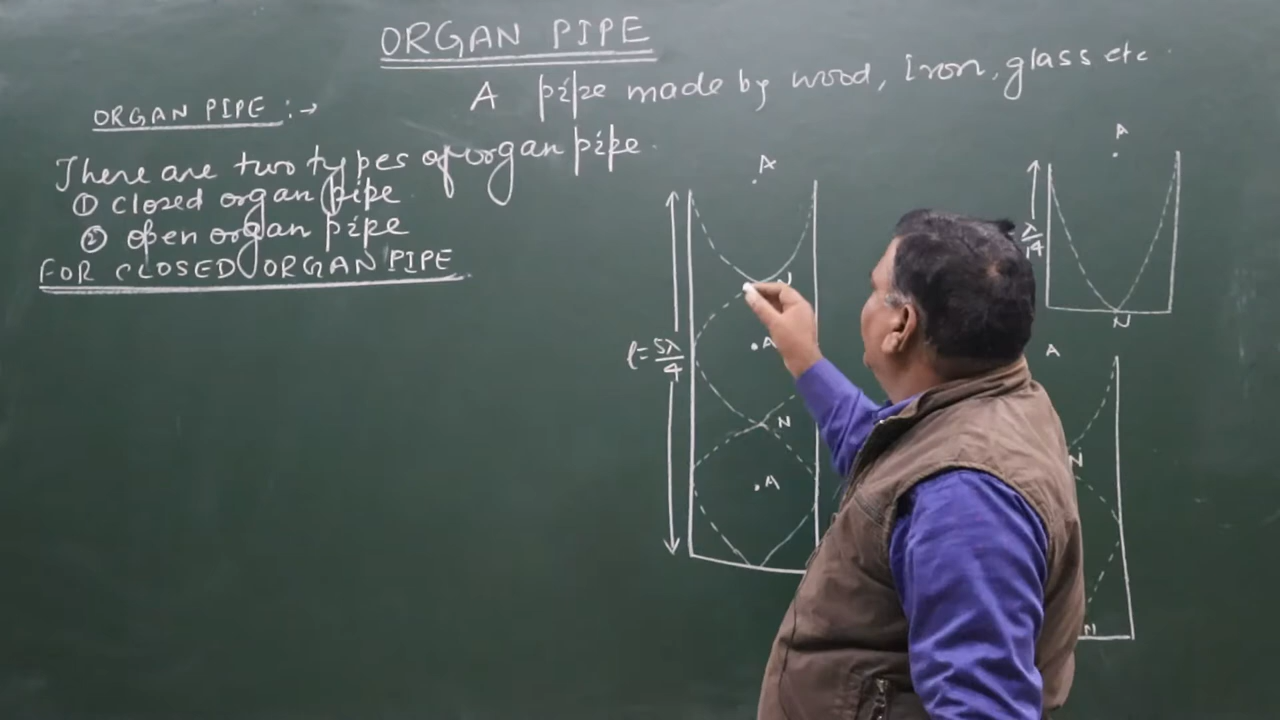 ORGAN PIPE
A pipe made by wood, iron, glass etc
ORGAN PIPE :→
There are two types of organ pipe.
① closed organ pipe
② open organ pipe
FOR CLOSED ORGAN PIPE
A
N
A
N
A
l = 5λ/4
A
= λ/4
N
A
N
N